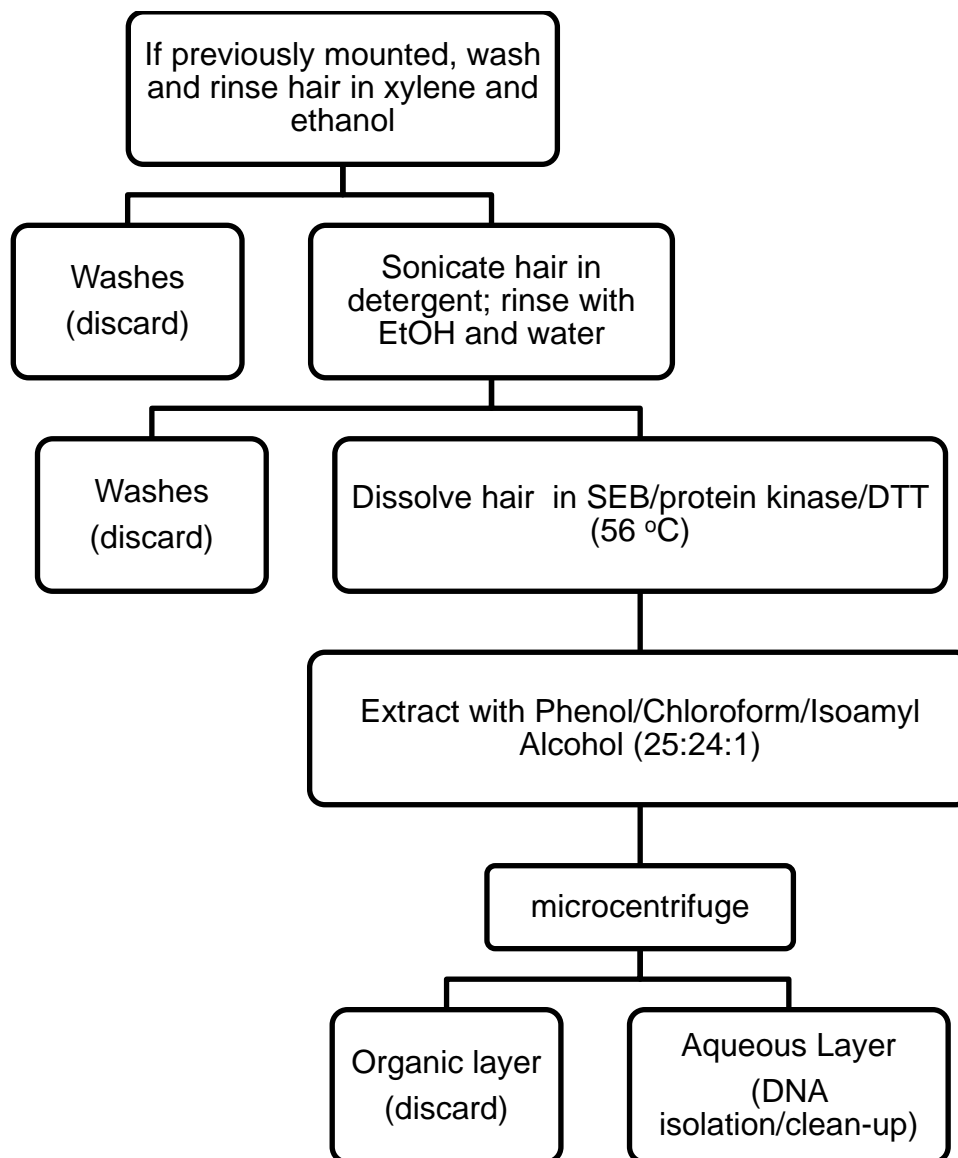 If previously mounted, wash
and rinse hair in xylene and
ethanol
Washes
(discard)
Sonicate hair in
detergent; rinse with
EtOH and water
Washes
(discard)
Dissolve hair  in SEB/protein kinase/DTT
(56 ºC)
Extract with Phenol/Chloroform/Isoamyl
Alcohol (25:24:1)
microcentrifuge
Organic layer
(discard)
Aqueous Layer
(DNA
isolation/clean-up)